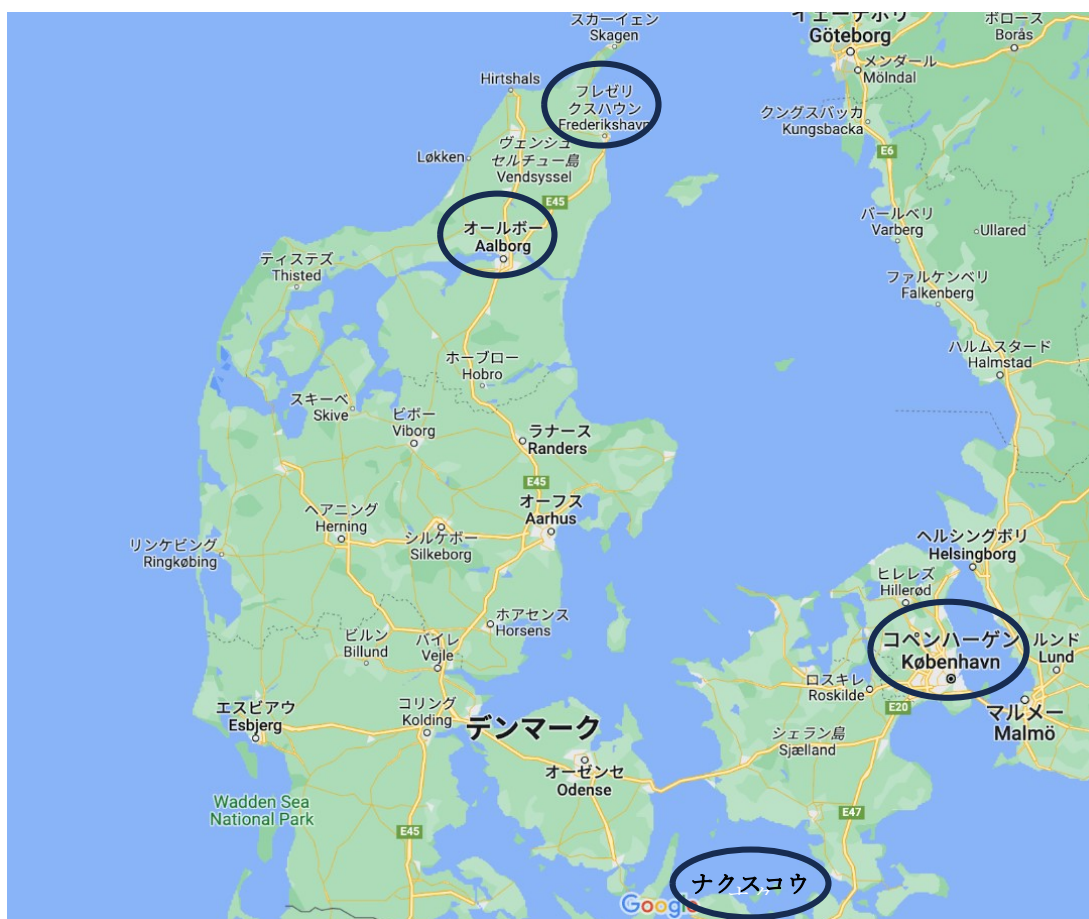 スカーイェン
Skagen
イェーテボリ
Göteborg
ボロース
Borås
メンダール
Mölndal
Hirtshals
フレゼリ
クスハウン
Frederikshavn
クングスバッカ
Kungsbacka
ヴェンシュ
セルチュー島
Vendsyssel
Løkken
E6
E45
バールベリ
Varberg
Ullared
オールボー
Aalborg
ティステズ
Thisted
ファルケンベリ
Falkenberg
ホーブロー
Hobro
ハルムスタード
Halmstad
スキーベ
Skive
ビボー
Viborg
ラナース
Randers
E45
オーフス
Aarhus
ヘアニング
Herning
シルケボー
Silkeborg
リンケビング
Ringkøbing
ヘルシングボリ
Helsingborg
ヒレレズ
Hillerød
ホアセンス
Horsens
ビルン
Billund
バイレ
Vejle
コペンハーゲン
København
ルンド
Lund
ロスキレ
Roskilde
エスビアウ
Esbjerg
コリング
Kolding
デンマーク
E20
マルメー
Malmö
シェラン島
Sjælland
オーゼンセ
Odense
Wadden Sea
National Park
E45
E47
ナクスコウ
Google